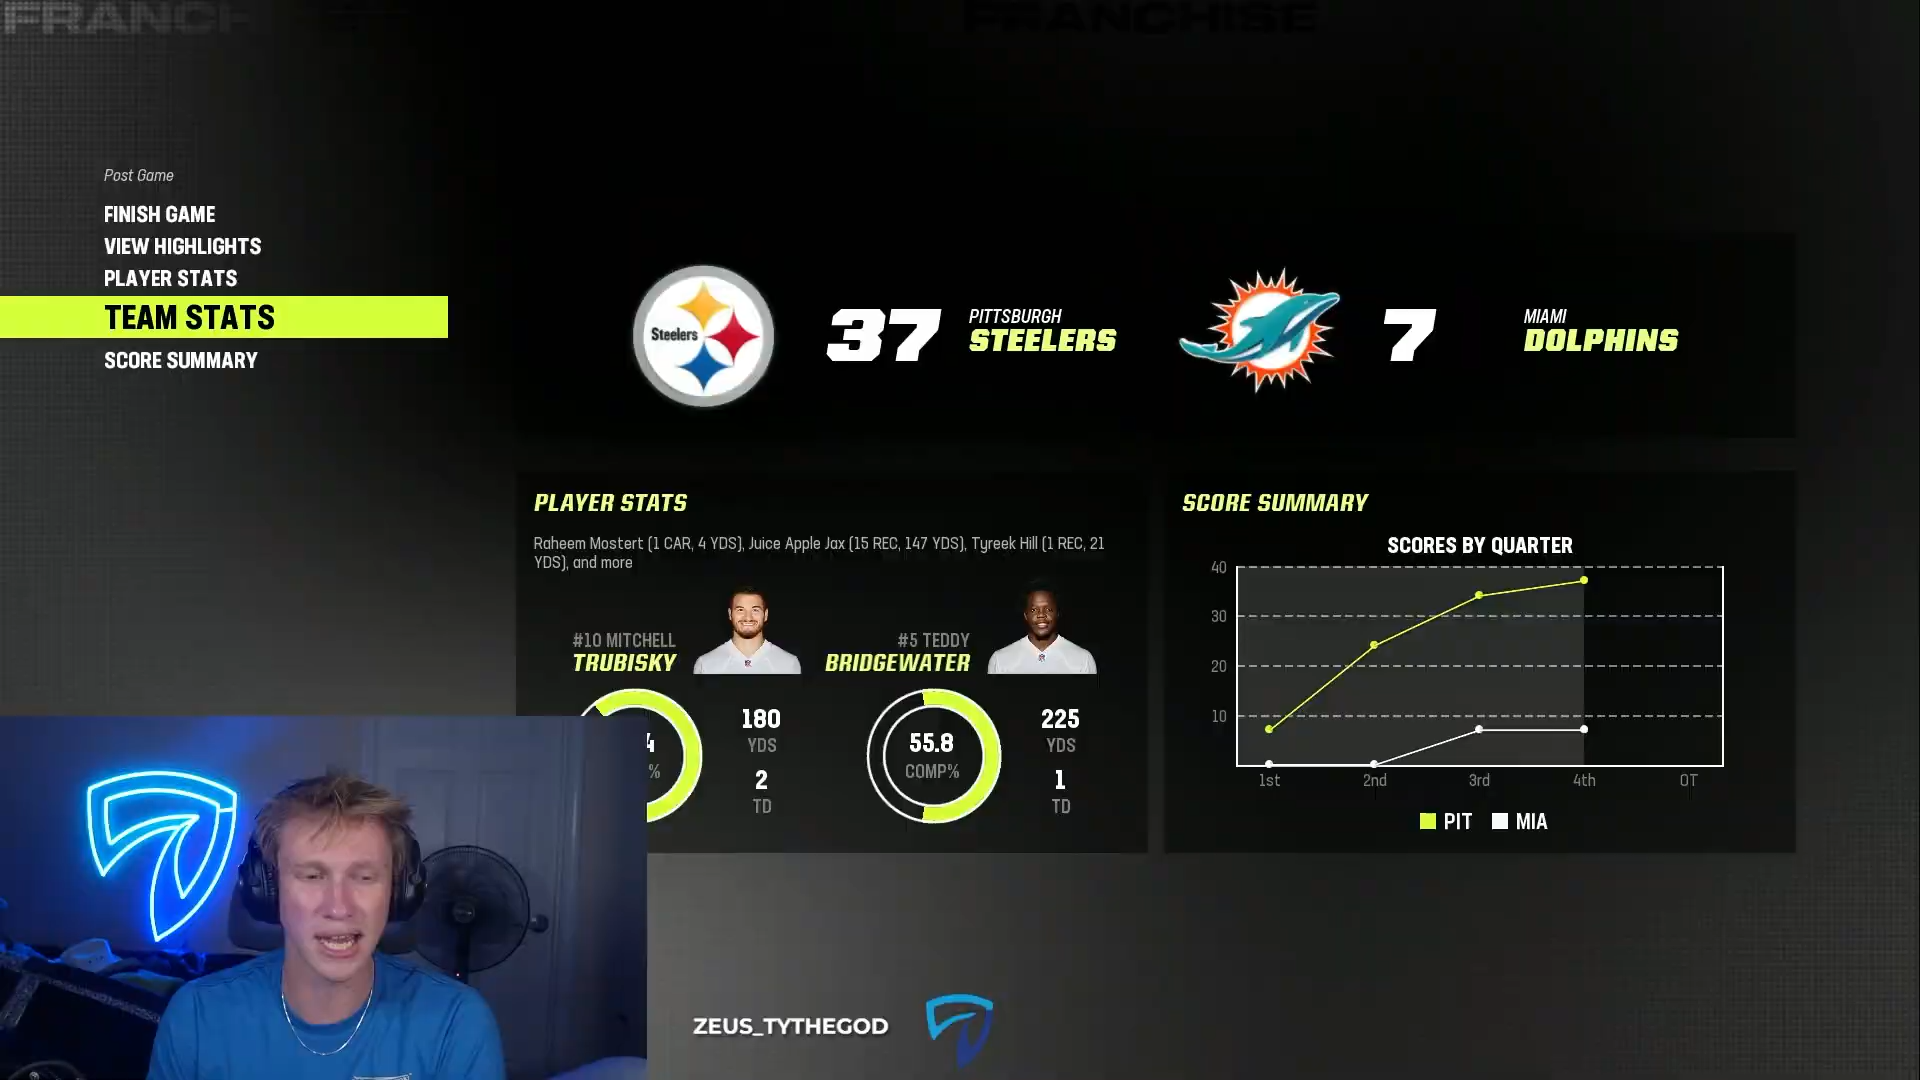 FRANCHISE
Post Game
FINISH GAME
VIEW HIGHLIGHTS
PLAYER STATS
TEAM STATS
SCORE SUMMARY
Steelers
37
PITTSBURGH
STEELERS
7
MIAMI
DOLPHINS
PLAYER STATS
Raheem Mostert (1 CAR, 4 YDS), Juice Apple Jax (15 REC, 147 YDS), Tyreek Hill (1 REC, 21
YDS), and more
#10 MITCHELL
TRUBISKY
180
YDS
2
TD
4
%
#5 TEDDY
BRIDGEWATER
55.8
COMP%
225
YDS
1
TD
SCORE SUMMARY
SCORES BY QUARTER
40
30
20
10
1st 2nd 3rd 4th OT
PIT MIA
ZEUS_TYTHEGOD